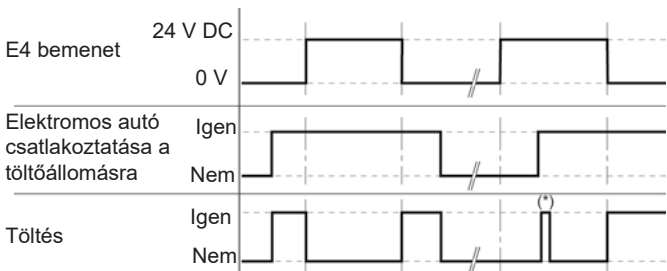 24 V DC
E4 bemenet
0 V
Elektromos autó
csatlakoztatása a
töltőállomásra
Igen
Nem
(*)
Igen
Töltés
Nem